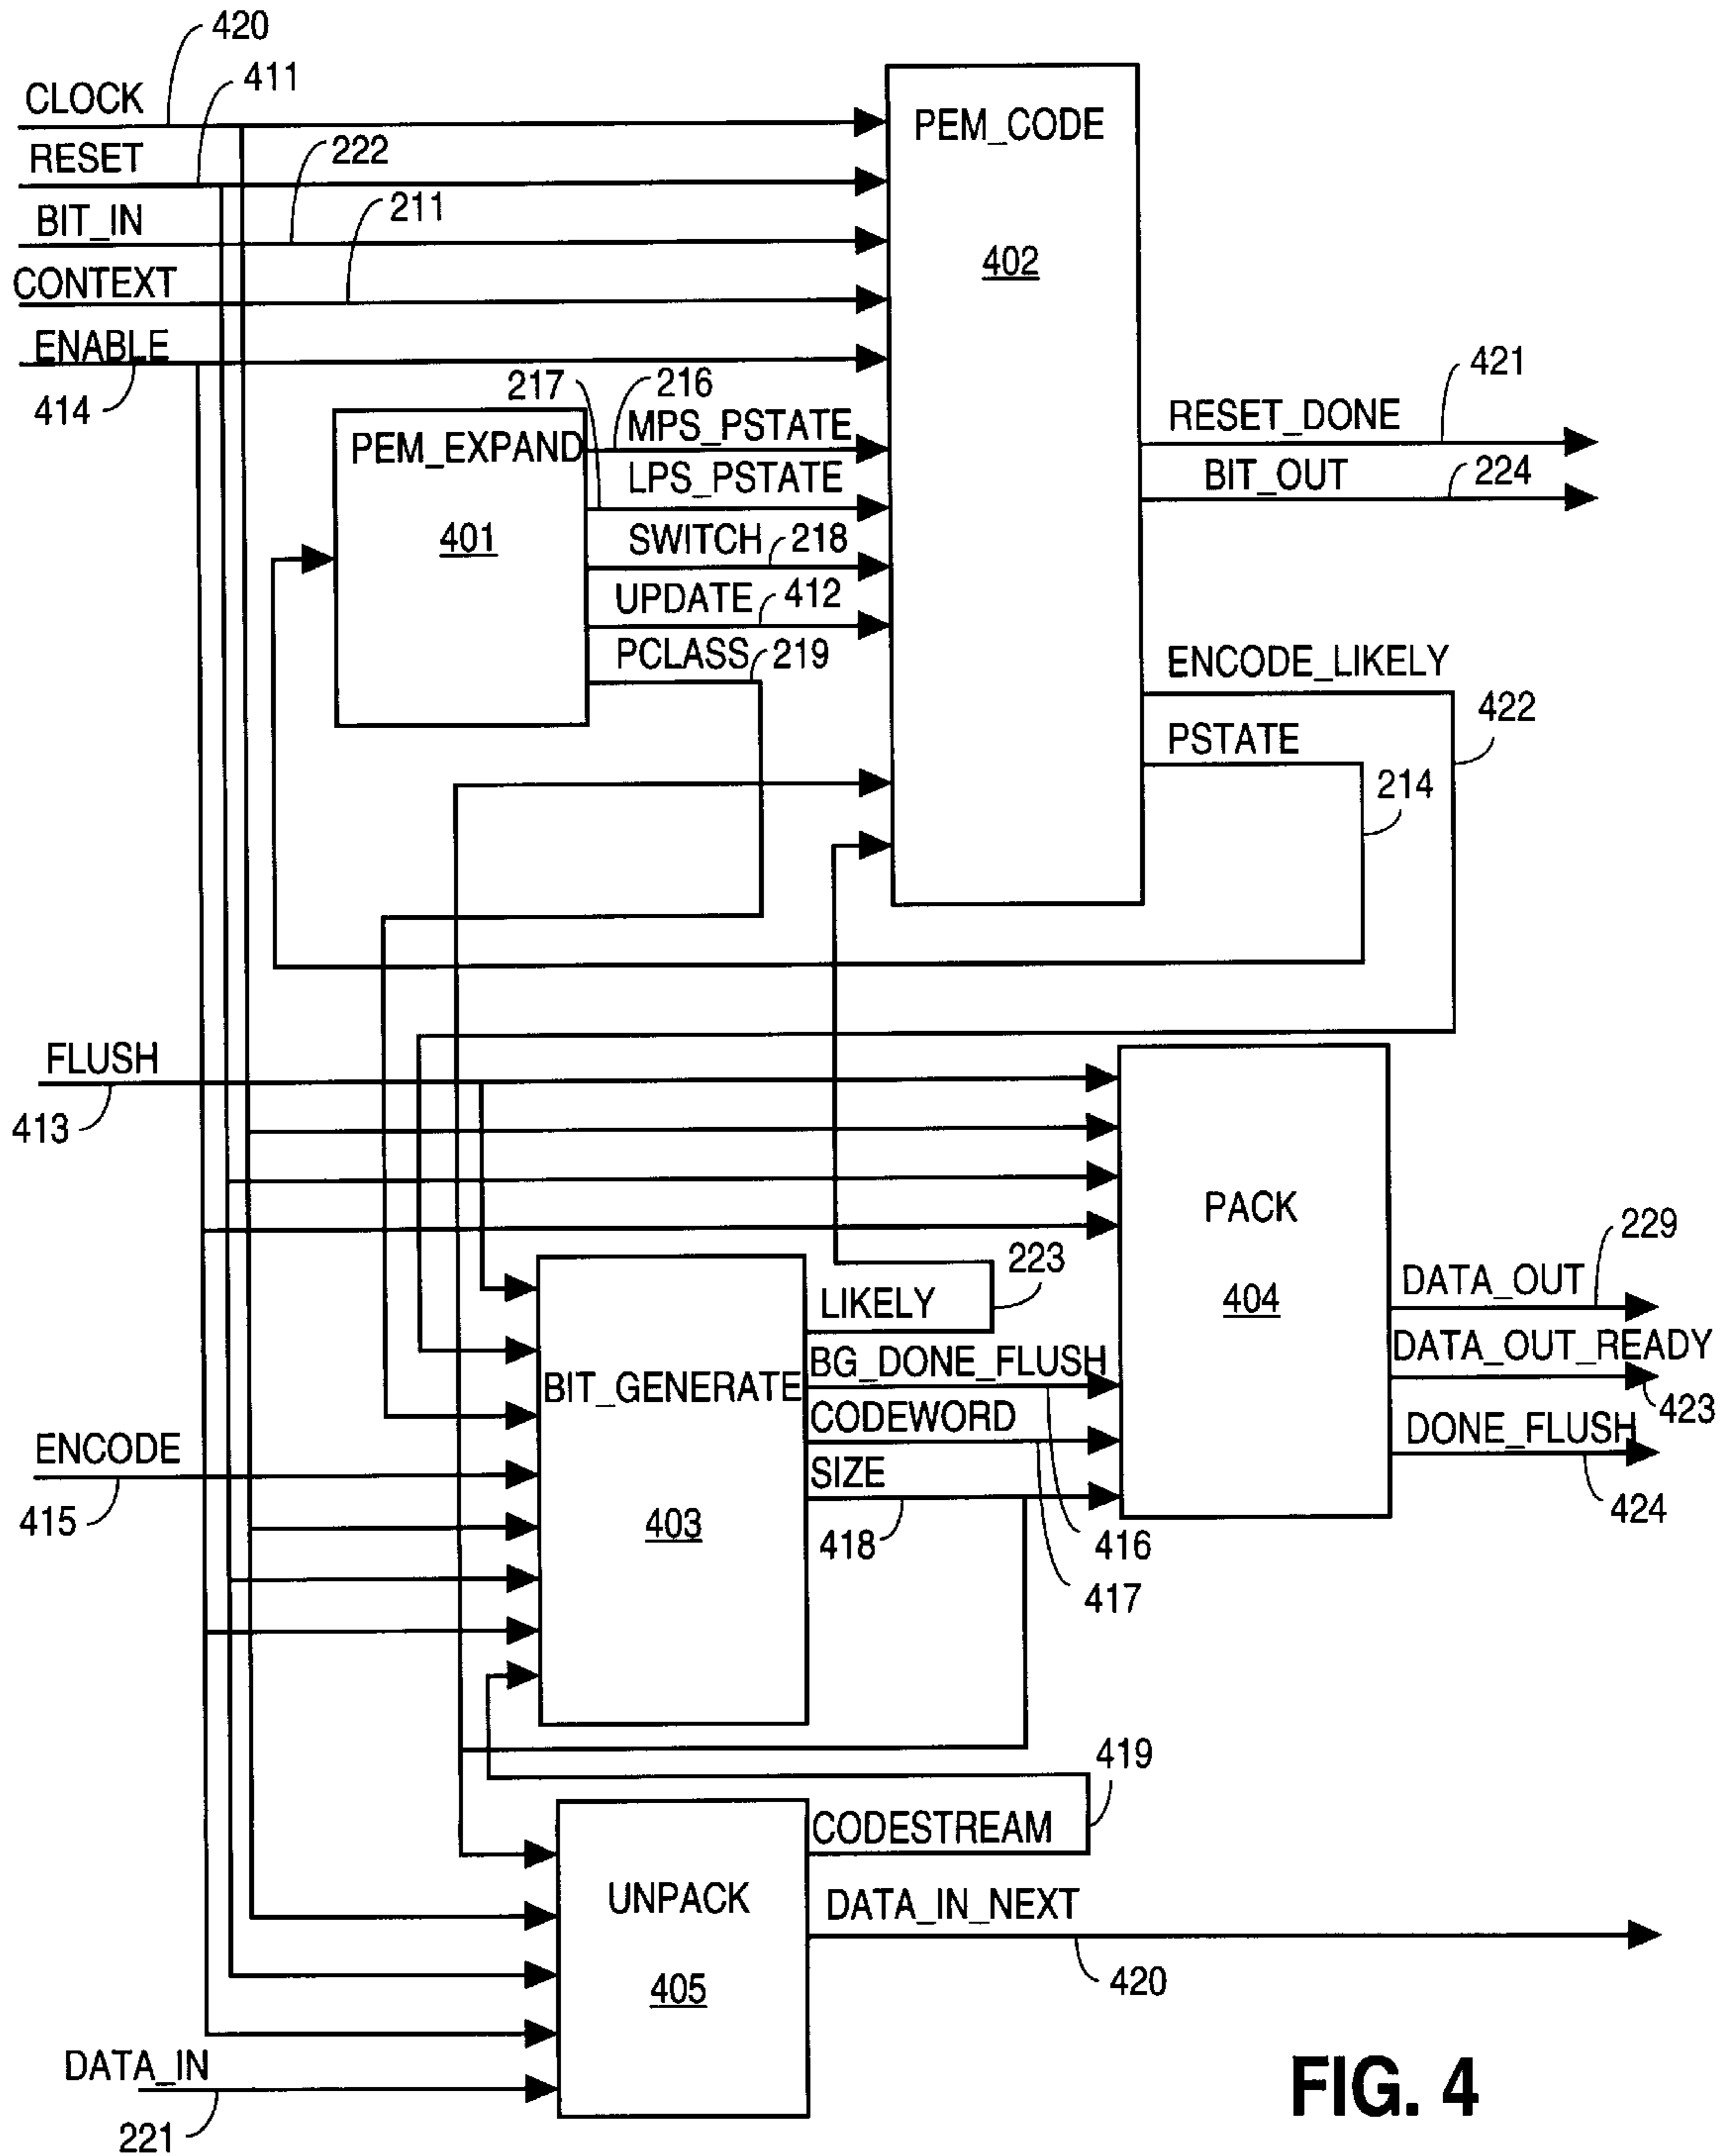 420
411
CLOCK
RESET
222
BIT_IN
211
CONTEXT
ENABLE
414
PEM_CODE
402
217
216
MPS_PSTATE
PEM_EXPAND
LPS_PSTATE
401
SWITCH
218
UPDATE
412
PCLASS
219
421
RESET_DONE
BIT_OUT
224
ENCODE_LIKELY
422
PSTATE
214
FLUSH
413
PACK
404
229
DATA_OUT
DATA_OUT_READY
423
DONE_FLUSH
424
223
LIKELY
BG_DONE_FLUSH
BIT_GENERATE
CODEWORD
SIZE
403
418
416
417
ENCODE
415
419
CODESTREAM
UNPACK
DATA_IN_NEXT
405
420
DATA_IN
221
FIG. 4